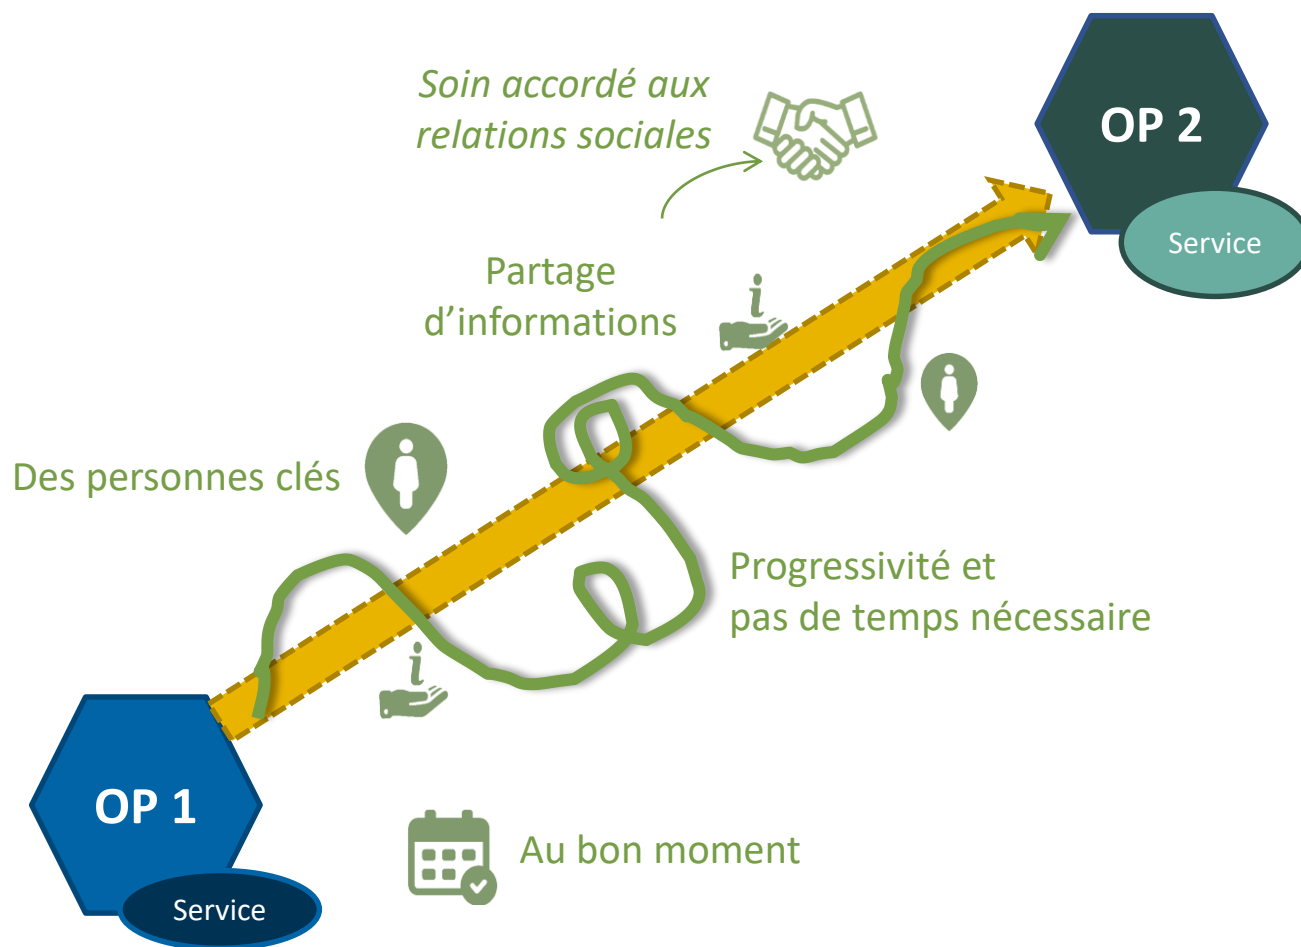 Soin accordé aux
relations sociales
OP 2
Service
Partage
d’informations
i
Des personnes clés
Progressivité et
pas de temps nécessaire
i
OP 1
Service
Au bon moment